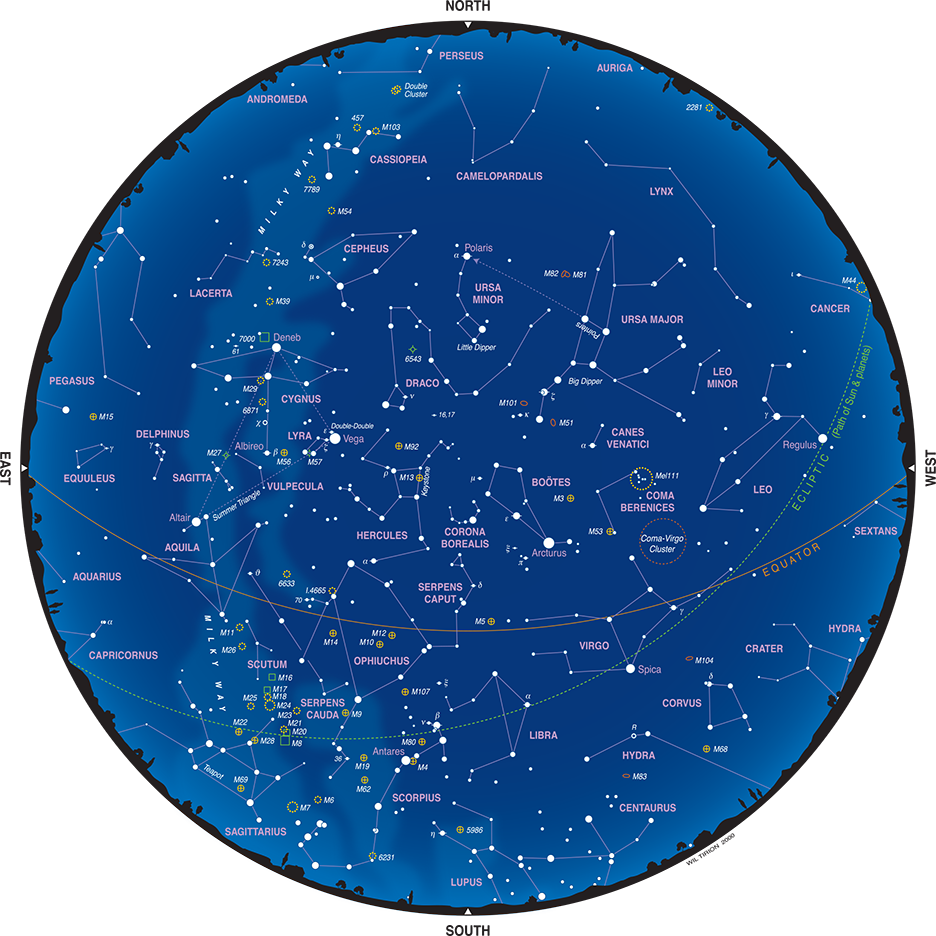 NORTH
PERSEUS
AURIGA
ANDROMEDA
Double
Cluster
2281
457
M103
η
CASSIOPEIA
CAMELOPARDALIS
LYNX
7789
MILKY WAY
M54
CEPHEUS
δ
μ
Polaris
α
7243
LACERTA
M39
URSA
MINOR
M82
M81
ι
M44
CANCER
URSA MAJOR
Pointers
Little Dipper
7000
61
Deneb
6543
DRACO
ν
Big Dipper
ζ
LEO
MINOR
PEGASUS
M29
CYGNUS
6871
χ
M15
16,17
M101
κ
M51
γ
(Path of Sun & planets)
DELPHINUS
γ
LYRA
Double-Double
ε
Vega
Albireo
β
M56
M57
M92
CANES
VENATICI
α
Regulus
EAST
WEST
M27
EQUULEUS
SAGITTA
VULPECULA
ρ
M13
Keystone
μ
BOÖTES
M3
Mel111
COMA
BERENICES
LEO
ECLIPTIC
Altair
Summer Triangle
HERCULES
CORONA
BOREALIS
ε
M53
Coma-Virgo
Cluster
SEXTANS
AQUILA
Arcturus
ξ
π
α
EQUATOR
AQUARIUS
θ
6633
I.4665
70
SERPENS
CAPUT
δ
γ
α
MILKY WAY
M11
M26
M14
M12
M10
M5
VIRGO
CAPRICORNUS
SCUTUM
M16
OPHIUCHUS
Spica
M104
CRATER
HYDRA
M17
M18
M25
M24
M23
SERPENS
CAUDA
M9
M107
ξ
α
δ
CORVUS
M22
M21
M20
M28
M8
ν
β
LIBRA
R
M80
Antares
M4
36
M19
M62
HYDRA
M68
Teapot
M69
M83
SCORPIUS
M7
M6
CENTAURUS
SAGITTARIUS
η
5986
6231
LUPUS
WIL TIRION 2000
SOUTH